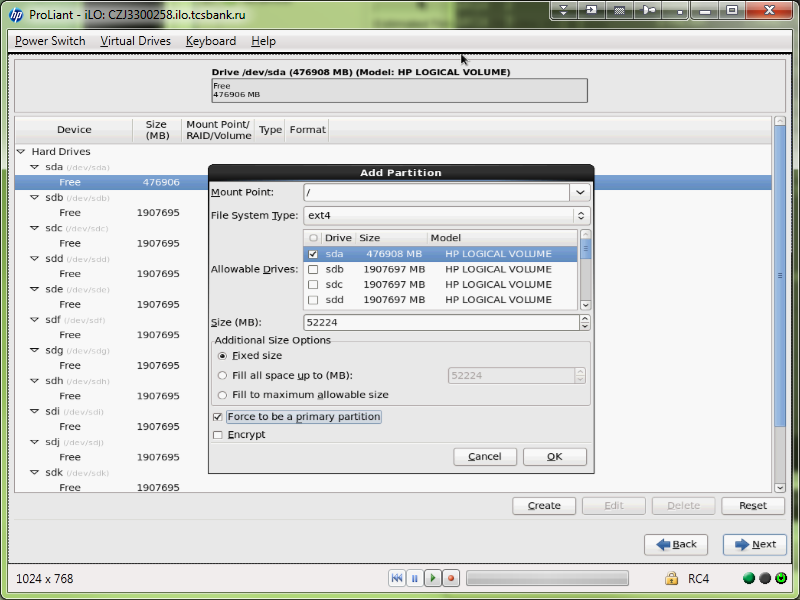 ProLiant - iLO: CZJ3300258.ilo.tcsbank.ru
Power Switch Virtual Drives Keyboard Help
Drive /dev/sda (476908 MB) (Model: HP LOGICAL VOLUME)
Free
476906 MB
Device
Size
(MB)
Mount Point/
RAID/Volume
Type
Format
Hard Drives
sda (/dev/sda)
Free 476906
sdb (/dev/sdb)
Free 1907695
sdc (/dev/sdc)
Free 1907695
sdd (/dev/sdd)
Free 1907695
sde (/dev/sde)
Free 1907695
sdf (/dev/sdf)
Free 1907695
sdg (/dev/sdg)
Free 1907695
sdh (/dev/sdh)
Free 1907695
sdi (/dev/sdi)
Free 1907695
sdj (/dev/sdj)
Free 1907695
sdk (/dev/sdk)
Free 1907695
Add Partition
Mount Point: /
File System Type: ext4
Allowable Drives:
Drive Size Model
sda 476908 MB HP LOGICAL VOLUME
sdb 1907697 MB HP LOGICAL VOLUME
sdc 1907697 MB HP LOGICAL VOLUME
sdd 1907697 MB HP LOGICAL VOLUME
Size (MB): 52224
Additional Size Options
Fixed size
Fill all space up to (MB): 52224
Fill to maximum allowable size
Force to be a primary partition
Encrypt
Cancel OK
Create Edit Delete Reset
Back Next
1024 x 768 RC4